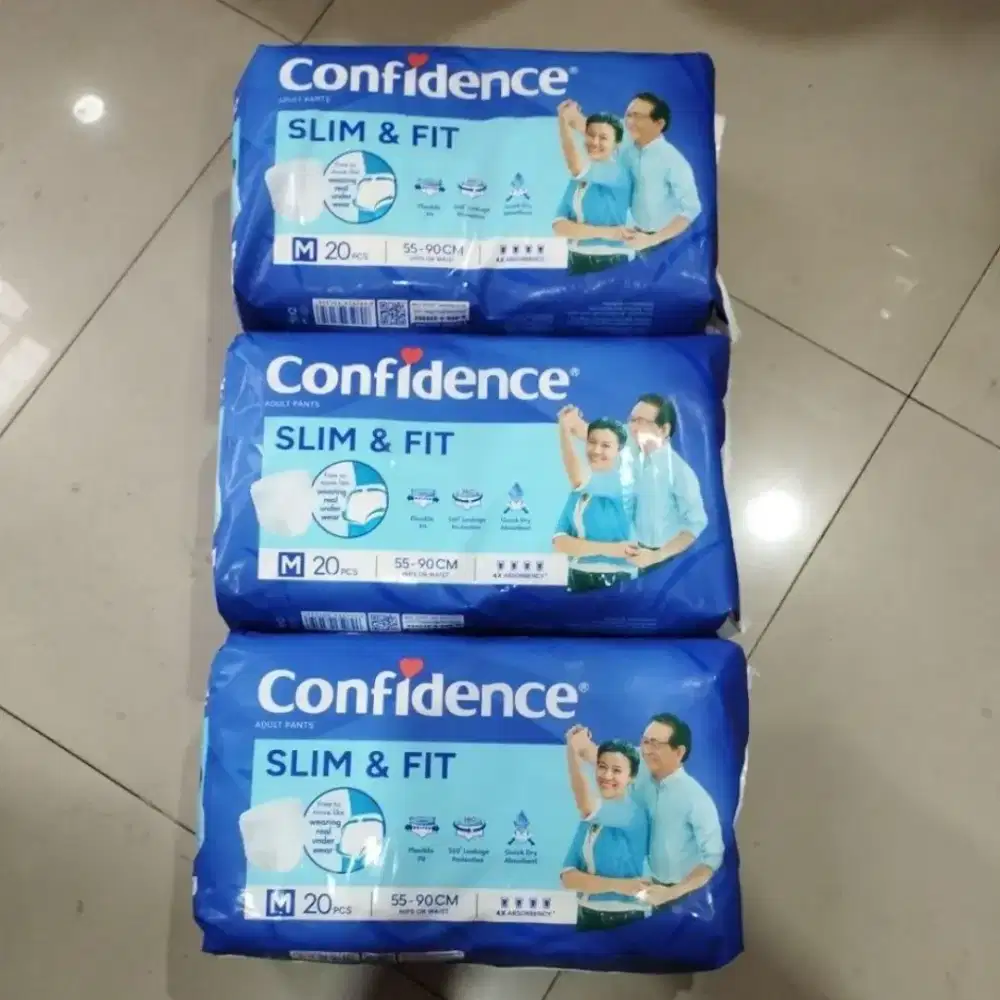 Confidence®
ADULT PANTS
SLIM & FIT
Free to
move like
wearing
real
under
wear
Flexible
Fit
360° Leakage
Protection
Quick Dry
Absorbent
M 20 PCS
55-90CM
HIPS OR WAIST
4X ABSORBENCY
Confidence®
ADULT PANTS
SLIM & FIT
Free to
move like
wearing
real
under
wear
Flexible
Fit
360° Leakage
Protection
Quick Dry
Absorbent
M 20 PCS
55-90CM
HIPS OR WAIST
4X ABSORBENCY*
Confidence®
ADULT PANTS
SLIM & FIT
Free to
move like
wearing
real
under
wear
Flexible
Fit
360° Leakage
Protection
Quick Dry
Absorbent
M 20 PCS
55-90CM
HIPS OR WAIST
4X ABSORBENCY*